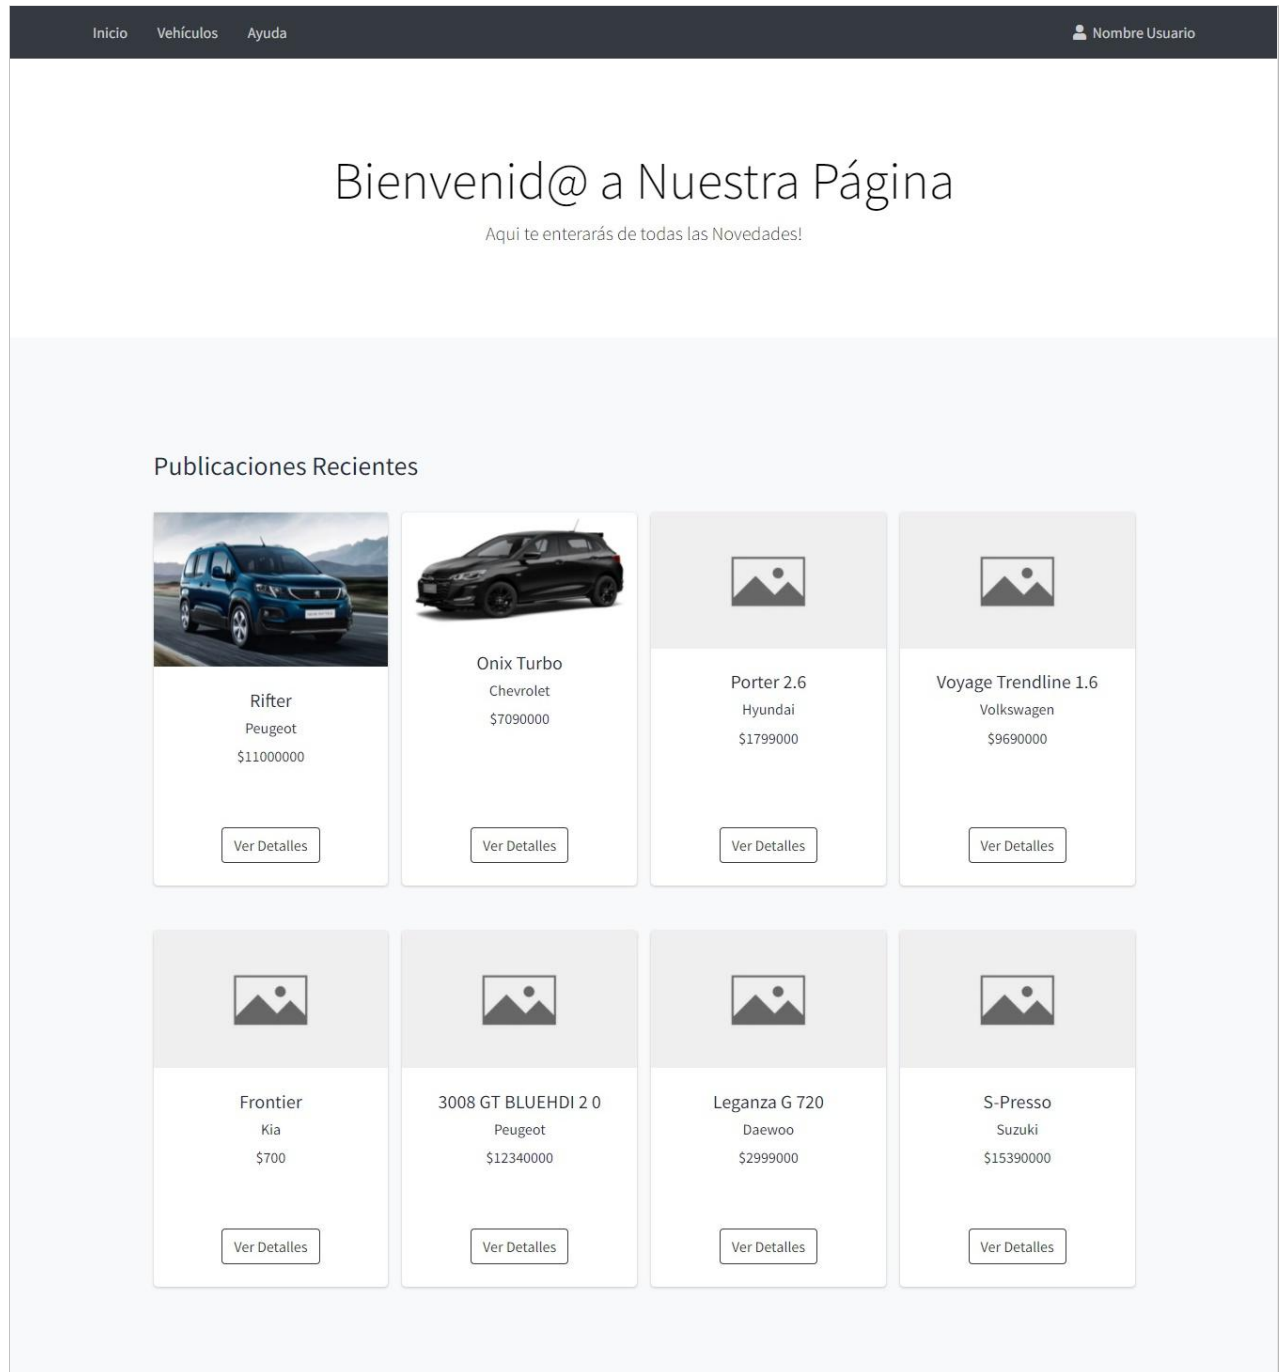 Inicio Vehículos Ayuda Nombre Usuario
Bienvenid@ a Nuestra Página
Aqui te enterarás de todas las Novedades!
Publicaciones Recientes
Rifter
Peugeot
$11000000
Ver Detalles
Onix Turbo
Chevrolet
$7090000
Ver Detalles
Porter 2.6
Hyundai
$1799000
Ver Detalles
Voyage Trendline 1.6
Volkswagen
$9690000
Ver Detalles
Frontier
Kia
$700
Ver Detalles
3008 GT BLUEHDI 2 0
Peugeot
$12340000
Ver Detalles
Leganza G 720
Daewoo
$2999000
Ver Detalles
S-Presso
Suzuki
$15390000
Ver Detalles